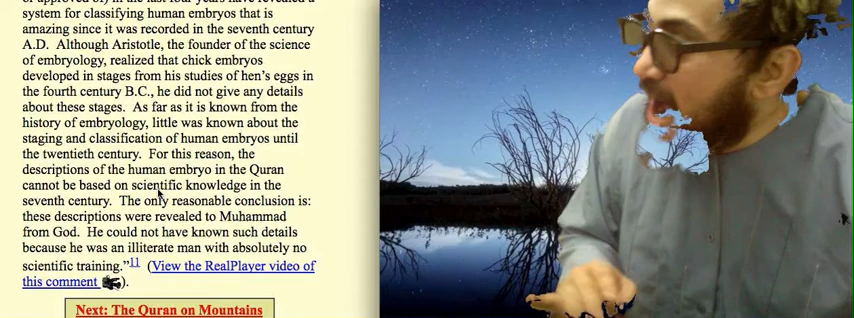 system for classifying human embryos that is
amazing since it was recorded in the seventh century
A.D.  Although Aristotle, the founder of the science
of embryology, realized that chick embryos
developed in stages from his studies of hen’s eggs in
the fourth century B.C., he did not give any details
about these stages.  As far as it is known from the
history of embryology, little was known about the
staging and classification of human embryos until
the twentieth century.  For this reason, the
descriptions of the human embryo in the Quran
cannot be based on scientific knowledge in the
seventh century.  The only reasonable conclusion is:
these descriptions were revealed to Muhammad
from God.  He could not have known such details
because he was an illiterate man with absolutely no
scientific training.”11  (View the RealPlayer video of
this comment ).
Next: The Quran on Mountains